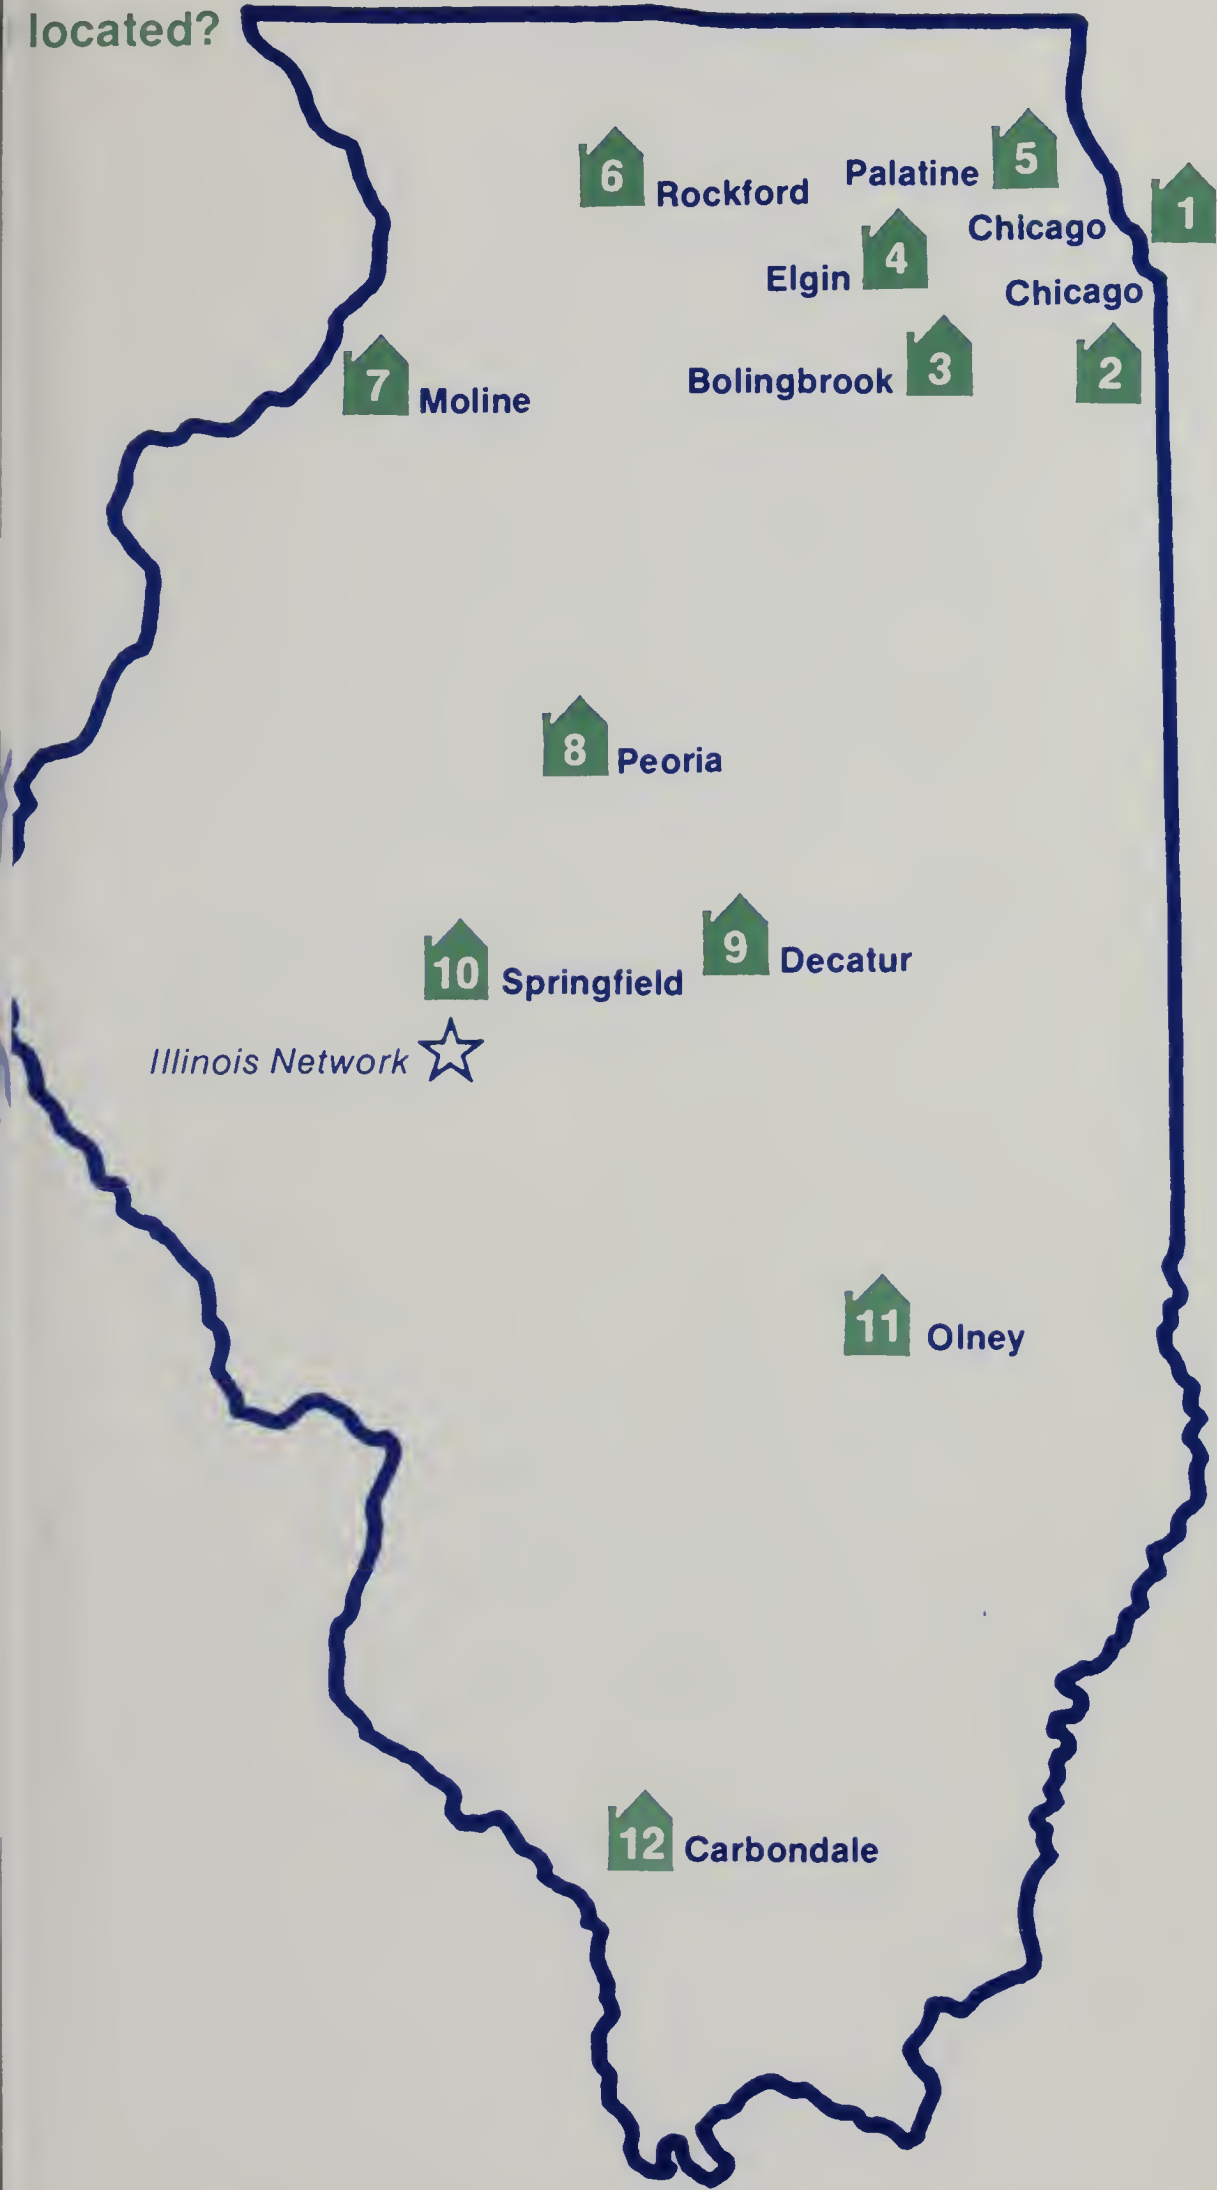 located?
6 Rockford
Palatine 5
Chicago 1
Elgin 4
Chicago
2
Bolingbrook 3
7 Moline
8 Peoria
9 Decatur
10 Springfield
Illinois Network
11 Olney
12 Carbondale